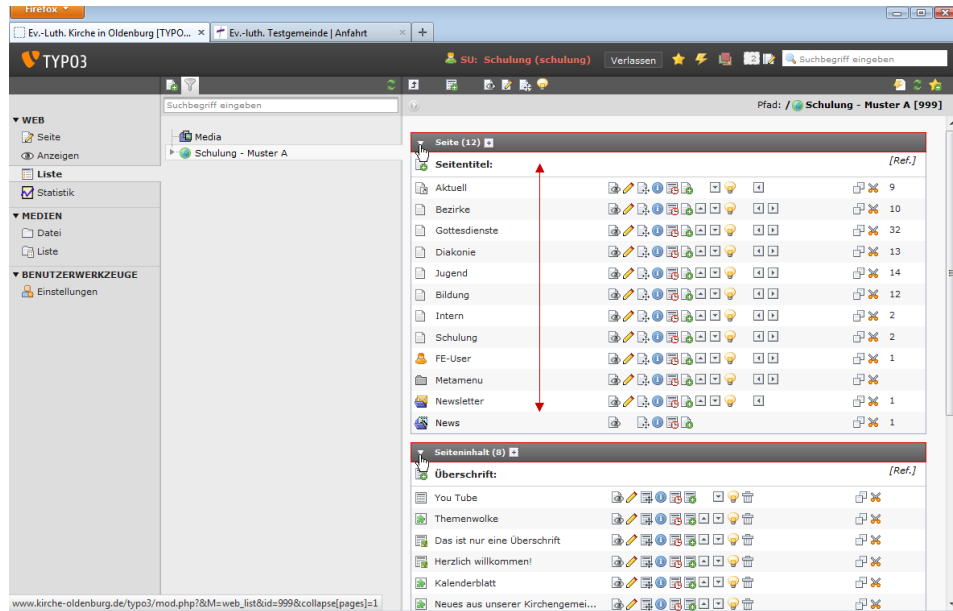 Firefox
Ev.-Luth. Kirche in Oldenburg [TYPO... × Ev.-luth. Testgemeinde | Anfahrt × +
TYPO3 SU: Schulung (schulung) Verlassen Suchbegriff eingeben
Suchbegriff eingeben Pfad: / Schulung - Muster A [999]
WEB
Seite
Anzeigen
Liste
Statistik
MEDIEN
Datei
Liste
BENUTZERWERKZEUGE
Einstellungen
Media
Schulung - Muster A
Seite (12)
Seitentitel: [Ref.]
Aktuell 9
Bezirke 10
Gottesdienste 32
Diakonie 13
Jugend 14
Bildung 12
Intern 2
Schulung 2
FE-User 1
Metamenu
Newsletter 1
News 1
Seiteninhalt (8)
Überschrift: [Ref.]
You Tube
Themenwolke
Das ist nur eine Überschrift
Herzlich willkommen!
Kalenderblatt
Neues aus unserer Kirchengemei...
www.kirche-oldenburg.de/typo3/mod.php?&M=web_list&id=999&collapse[pages]=1